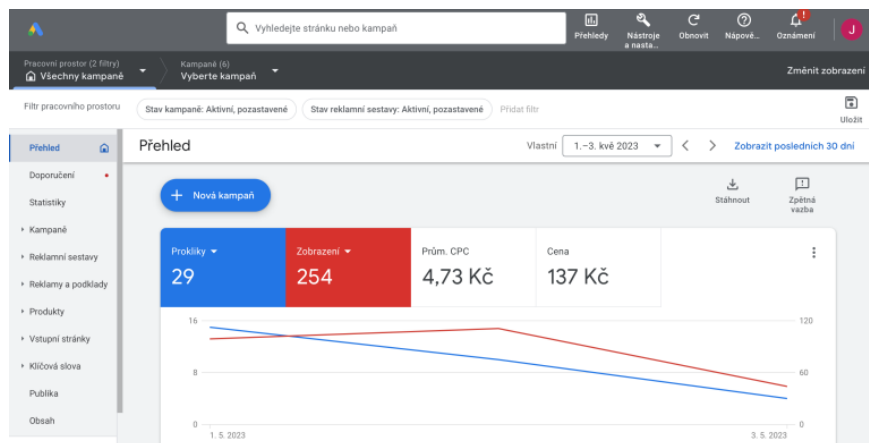 Vyhledejte stránku nebo kampaň
Přehledy
Nástroje
a nasta...
Obnovit
Nápově...
Oznámení
!
J
Pracovní prostor (2 filtry)
Všechny kampaně
Kampaně (6)
Vyberte kampaň
Změnit zobrazení
Filtr pracovního prostoru
Stav kampaně: Aktivní, pozastavené
Stav reklamní sestavy: Aktivní, pozastavené
Přidat filtr
Uložit
Přehled
Doporučení
Statistiky
Kampaně
Reklamní sestavy
Reklamy a podklady
Produkty
Vstupní stránky
Klíčová slova
Publika
Obsah
Přehled
Vlastní
1.–3. kvě 2023
Zobrazit posledních 30 dní
+ Nová kampaň
Stáhnout
Zpětná
vazba
Prokliky
29
Zobrazení
254
Prům. CPC
4,73 Kč
Cena
137 Kč
16
8
0
120
60
0
1. 5. 2023
3. 5. 2023